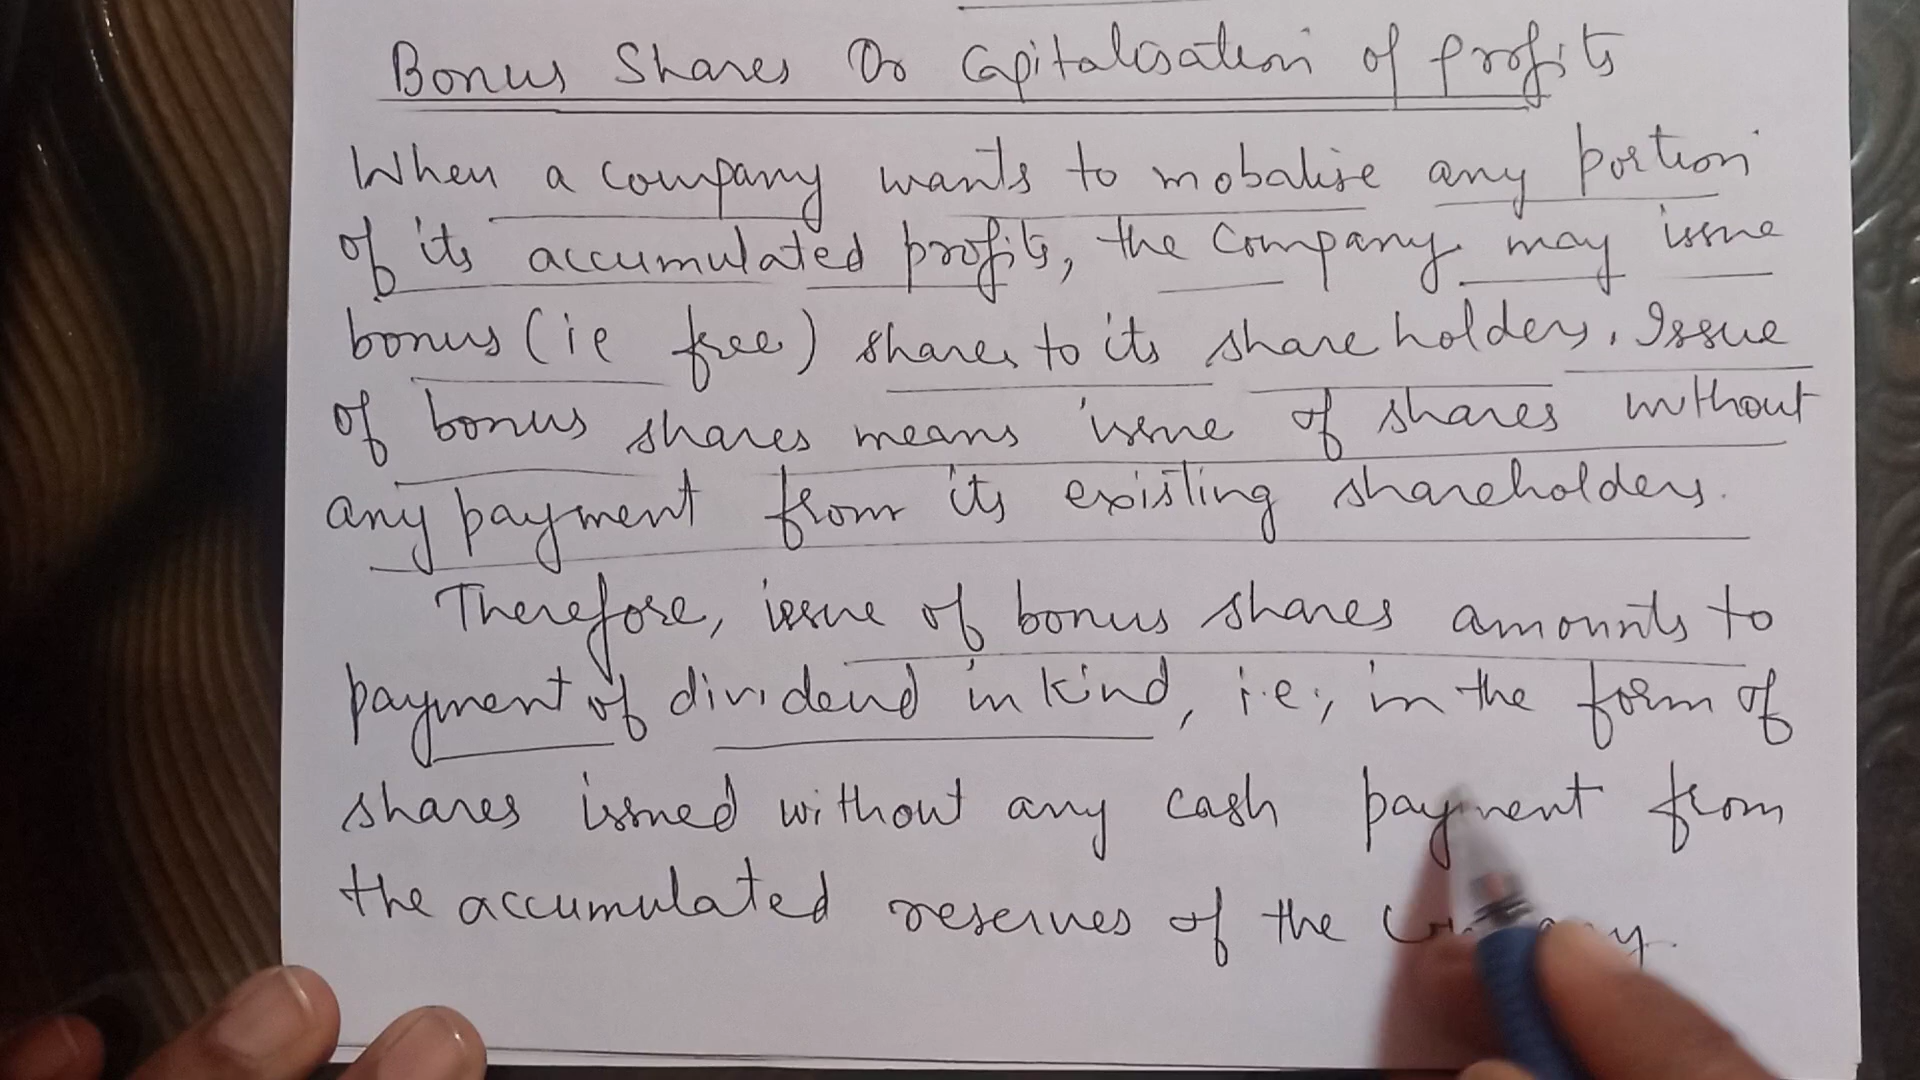 Bonus Shares Or Capitalisation of profits
When a company wants to mobalise any portion
of its accumulated profits, the company may issue
bonus (ie free) shares to its shareholders. Issue
of bonus shares means issue of shares without
any payment from its existing shareholders.
Therefore, issue of bonus shares amounts to
payment of dividend in kind, i.e., in the form of
shares issued without any cash payment from
the accumulated reserves of the